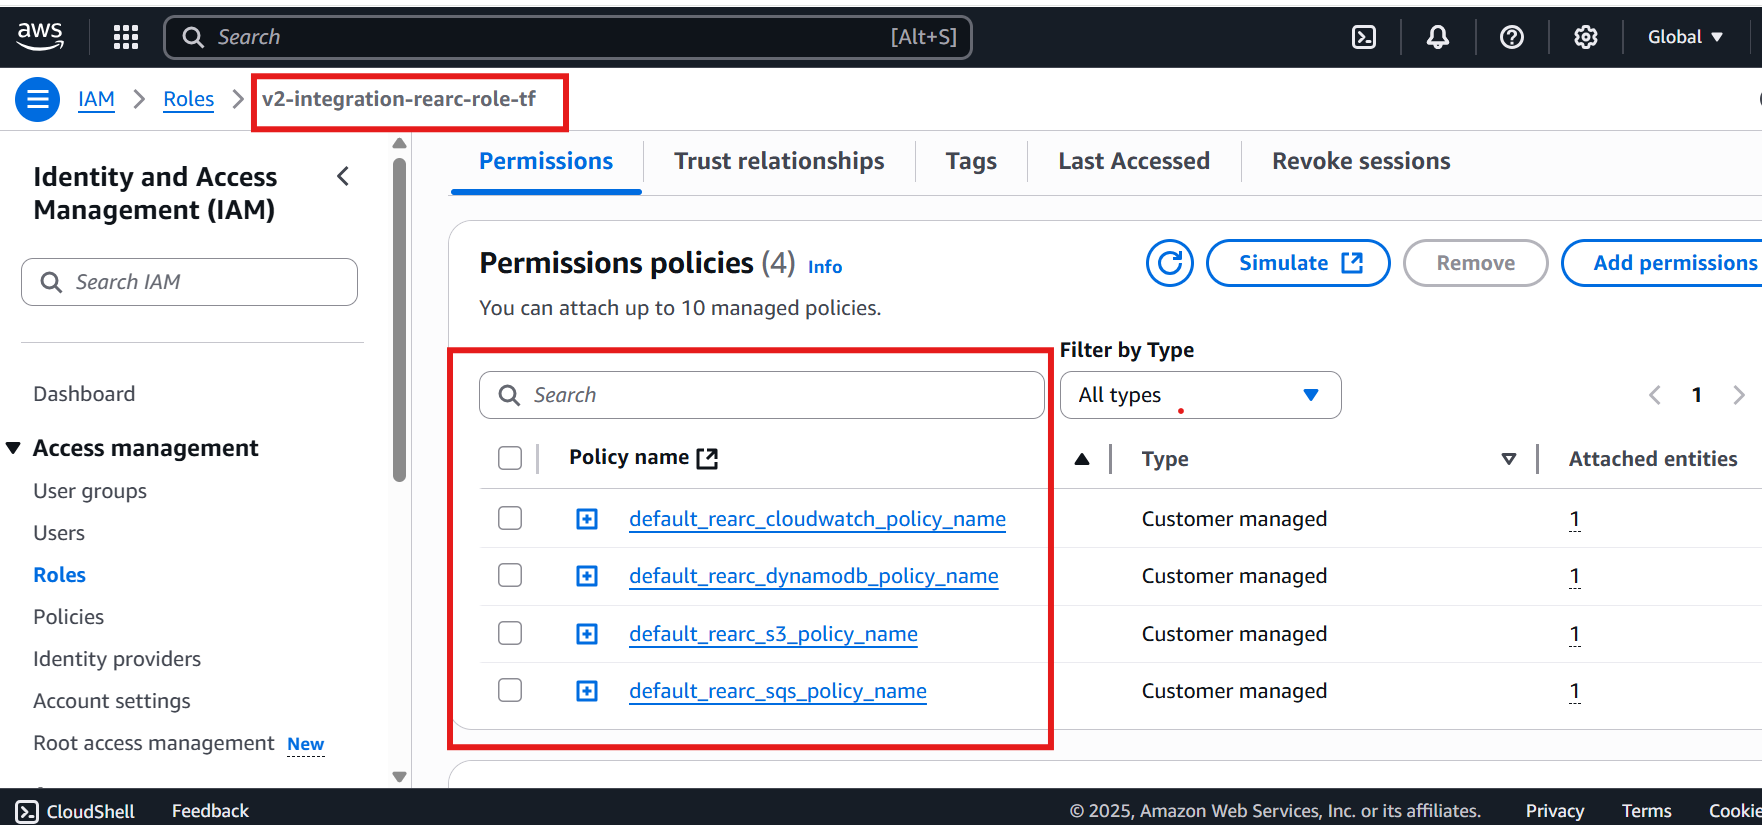 aws
Search [Alt+S]
Global
IAM Roles v2-integration-rearc-role-tf
Identity and Access
Management (IAM)
Search IAM
Dashboard
Access management
User groups
Users
Roles
Policies
Identity providers
Account settings
Root access management New
Permissions Trust relationships Tags Last Accessed Revoke sessions
Permissions policies (4) Info
Simulate Remove Add permissions
You can attach up to 10 managed policies.
Filter by Type
Search All types 1
Policy name Type Attached entities
default_rearc_cloudwatch_policy_name Customer managed 1
default_rearc_dynamodb_policy_name Customer managed 1
default_rearc_s3_policy_name Customer managed 1
default_rearc_sqs_policy_name Customer managed 1
CloudShell Feedback © 2025, Amazon Web Services, Inc. or its affiliates. Privacy Terms Cookie